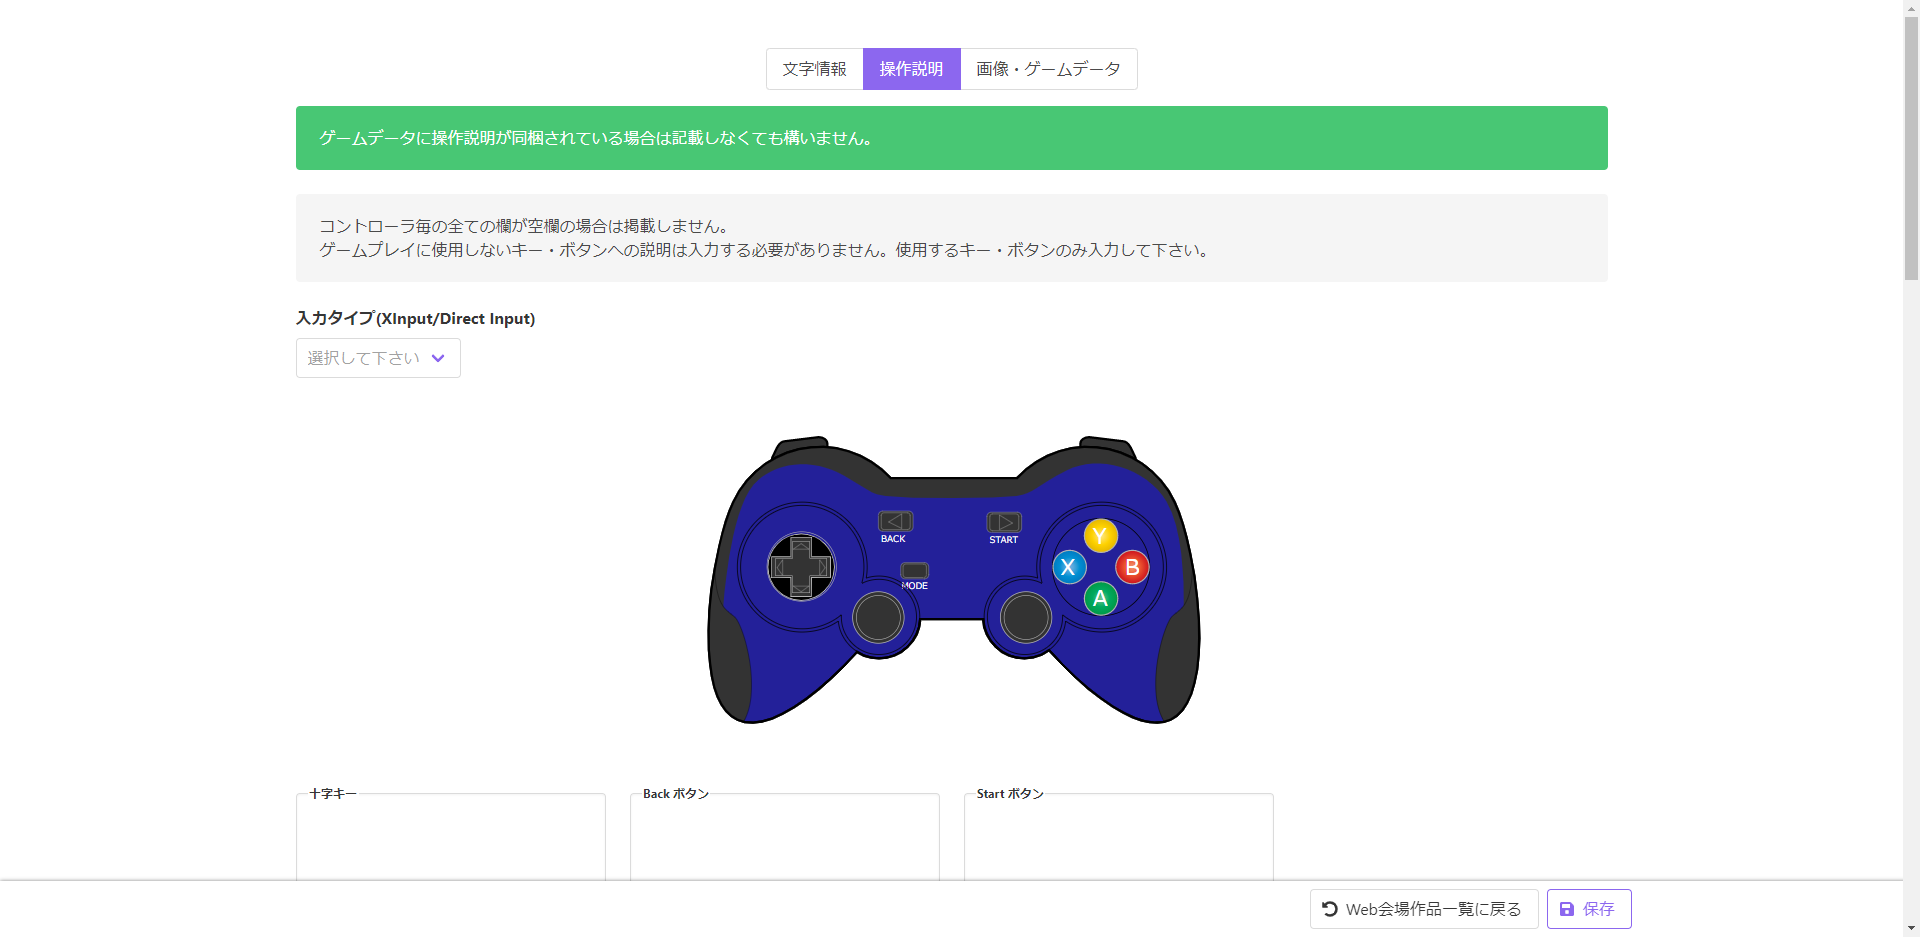 文字情報
操作説明
画像・ゲームデータ
ゲームデータに操作説明が同梱されている場合は記載しなくても構いません。
コントローラ毎の全ての欄が空欄の場合は掲載しません。
ゲームプレイに使用しないキー・ボタンへの説明は入力する必要がありません。使用するキー・ボタンのみ入力して下さい。
入力タイプ(XInput/Direct Input)
選択して下さい
BACK
START
MODE
Y
X
B
A
十字キー
Back ボタン
Start ボタン
Web会場作品一覧に戻る
保存